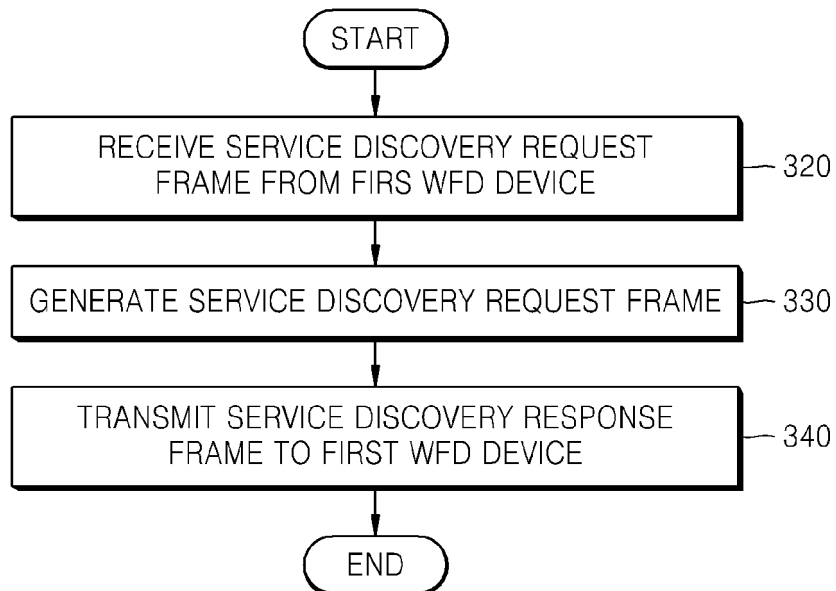 START
RECEIVE SERVICE DISCOVERY REQUEST
FRAME FROM FIRS WFD DEVICE
320
GENERATE SERVICE DISCOVERY REQUEST FRAME
330
TRANSMIT SERVICE DISCOVERY RESPONSE
FRAME TO FIRST WFD DEVICE
340
END